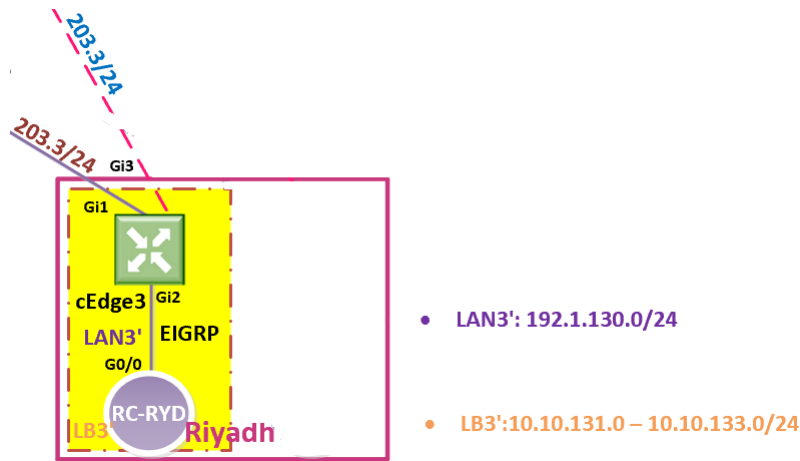 203.3/24
203.3/24
Gi3
Gi1
cEdge3
Gi2
LAN3'
EIGRP
G0/0
RC-RYD
LB3'
Riyadh
• LAN3': 192.1.130.0/24
• LB3':10.10.131.0 – 10.10.133.0/24